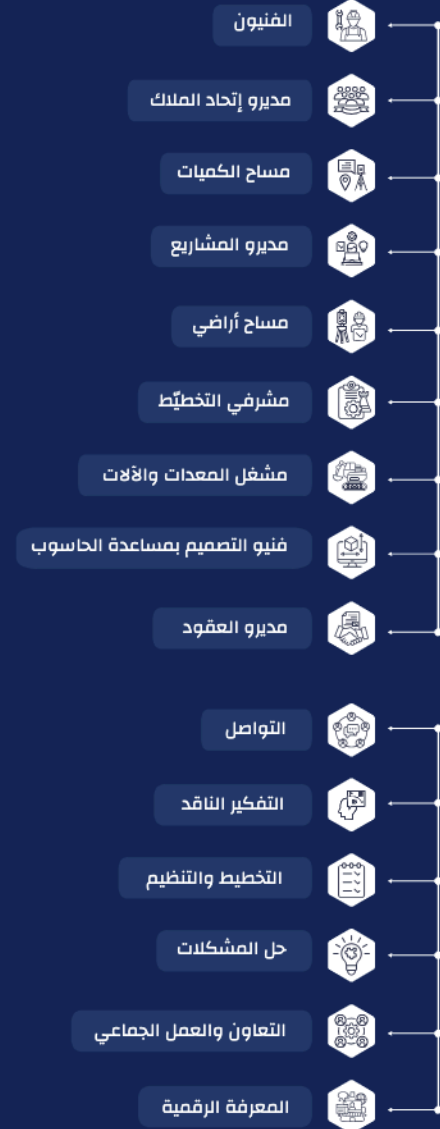 الفنيون
مديرو إتحاد الملاك
مساح الكميات
مديرو المشاريع
مساح أراضي
مشرفي التخطيّط
مشغل المعدات والآلات
فنيو التصميم بمساعدة الحاسوب
مديرو العقود
التواصل
التفكير الناقد
التخطيط والتنظيم
حل المشكلات
التعاون والعمل الجماعي
المعرفة الرقمية